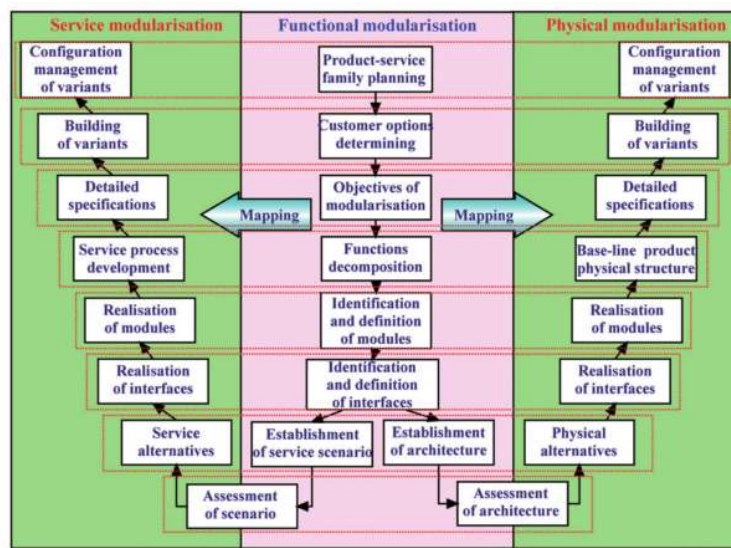 Service modularisation
Functional modularisation
Physical modularisation
Configuration
management
of variants
Product-service
family planning
Configuration
management
of variants
Building
of variants
Customer options
determining
Building
of variants
Detailed
specifications
Mapping
Objectives of
modularisation
Mapping
Detailed
specifications
Service process
development
Functions
decomposition
Base-line product
physical structure
Realisation
of modules
Identification
and definition
of modules
Realisation
of modules
Realisation
of interfaces
Identification
and definition
of interfaces
Realisation
of interfaces
Service
alternatives
Establishment
of service scenario
Establishment
of architecture
Physical
alternatives
Assessment
of scenario
Assessment
of architecture